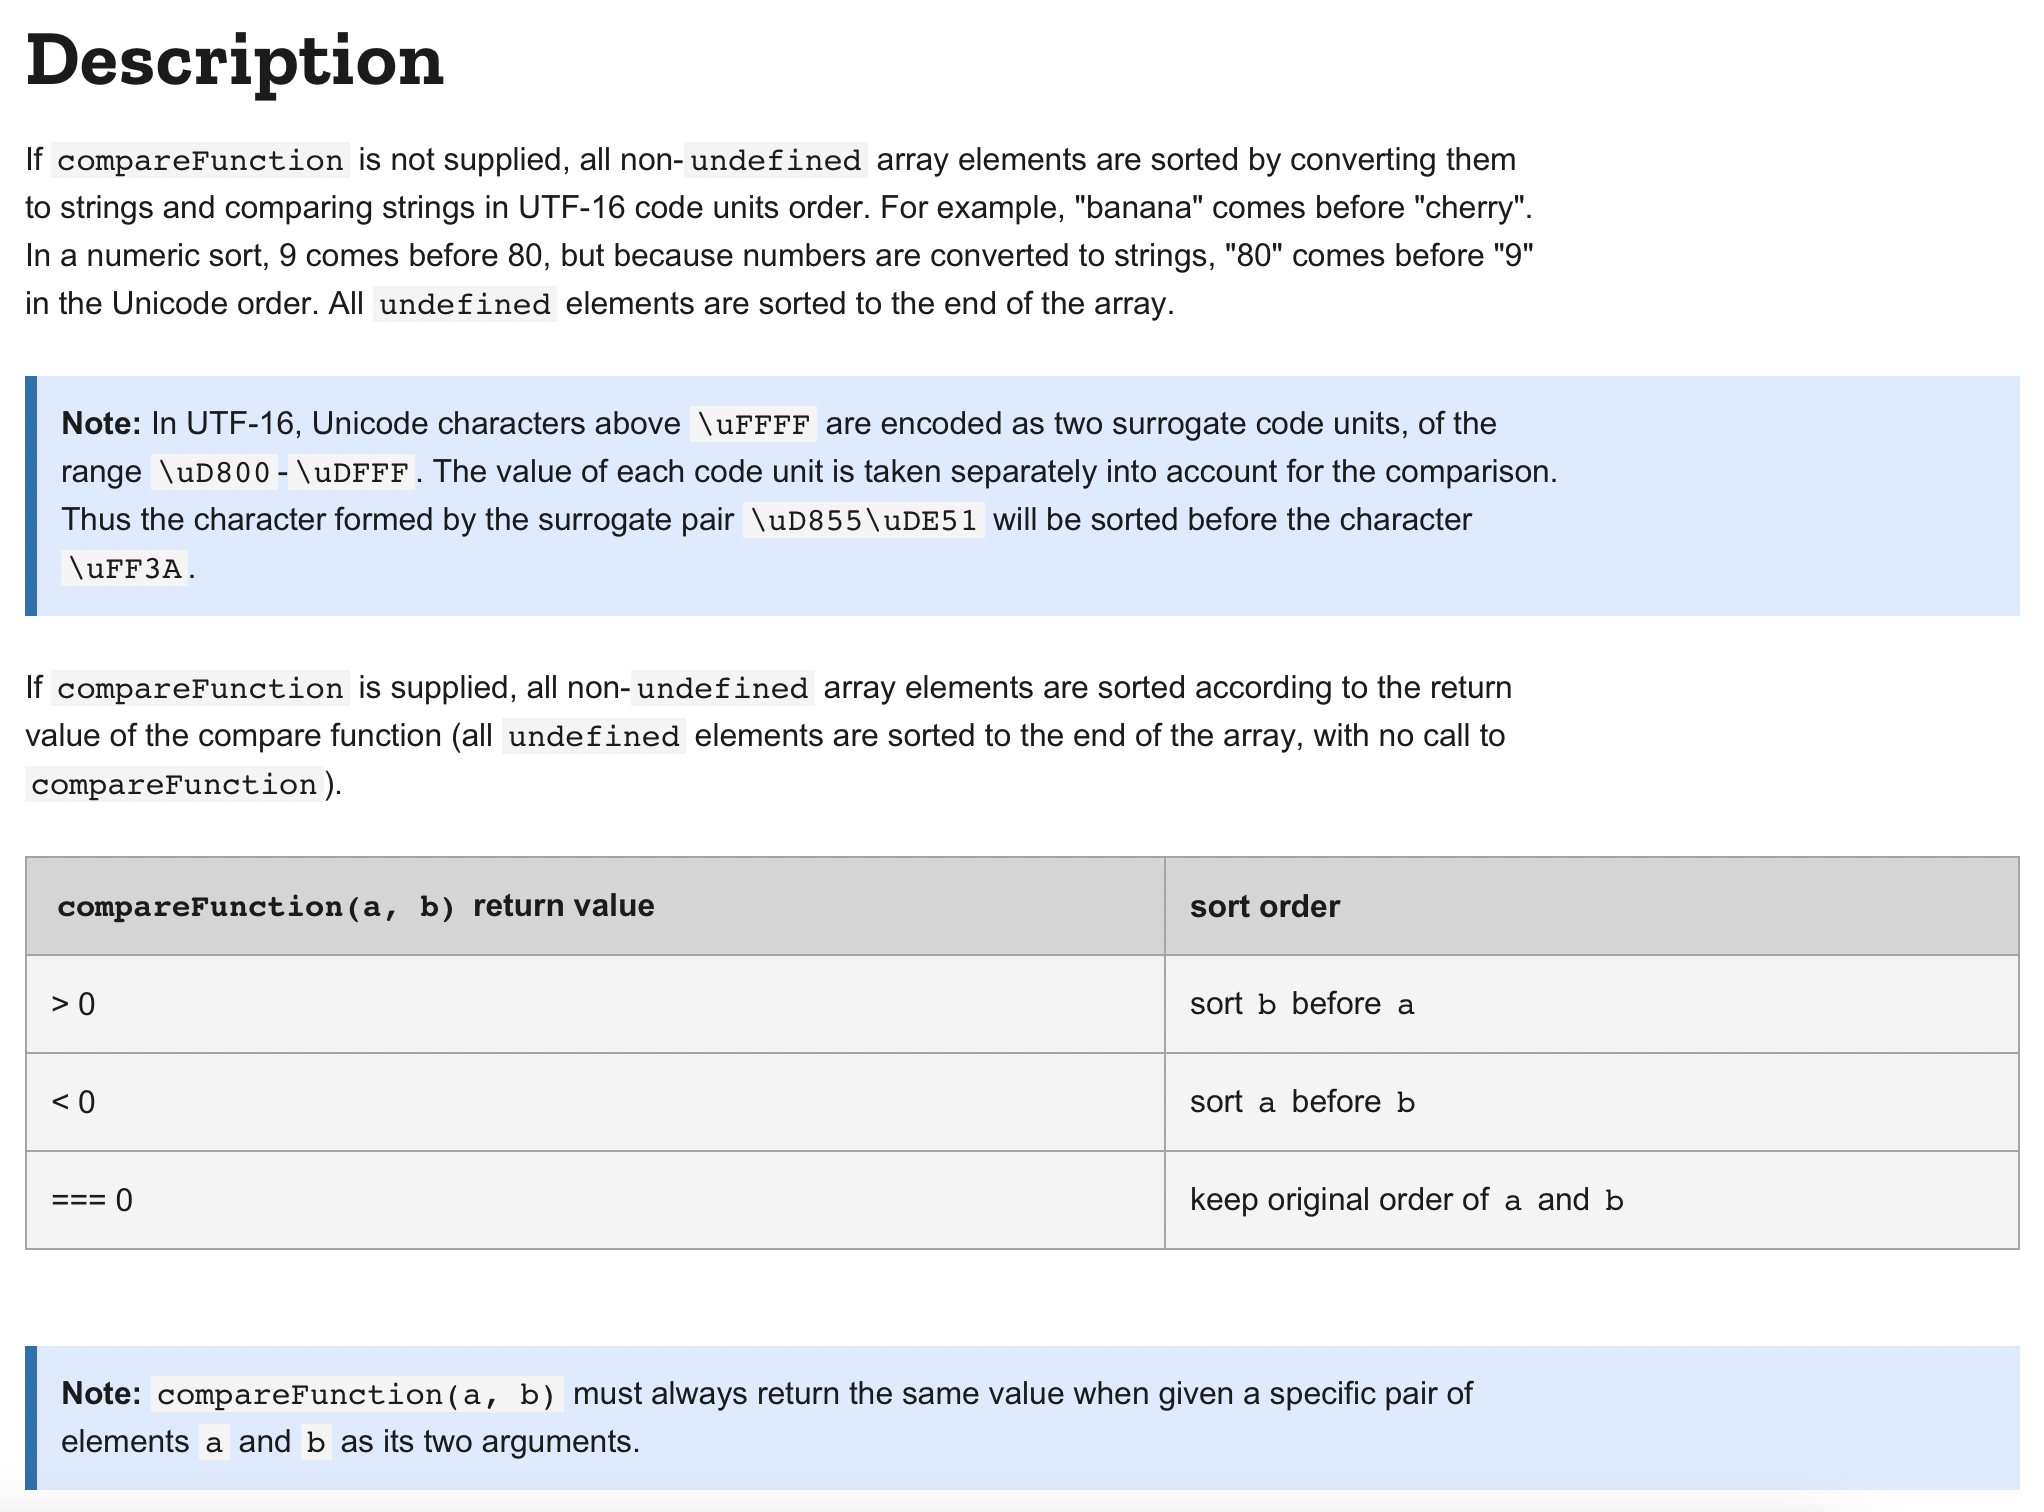 Description
If compareFunction is not supplied, all non-undefined array elements are sorted by converting them
to strings and comparing strings in UTF-16 code units order. For example, "banana" comes before "cherry".
In a numeric sort, 9 comes before 80, but because numbers are converted to strings, "80" comes before "9"
in the Unicode order. All undefined elements are sorted to the end of the array.
Note: In UTF-16, Unicode characters above \uFFFF are encoded as two surrogate code units, of the
range \uD800-\uDFFF. The value of each code unit is taken separately into account for the comparison.
Thus the character formed by the surrogate pair \uD855\uDE51 will be sorted before the character
\uFF3A.
If compareFunction is supplied, all non-undefined array elements are sorted according to the return
value of the compare function (all undefined elements are sorted to the end of the array, with no call to
compareFunction).
compareFunction(a, b) return value sort order
> 0 sort b before a
< 0 sort a before b
=== 0 keep original order of a and b
Note: compareFunction(a, b) must always return the same value when given a specific pair of
elements a and b as its two arguments.